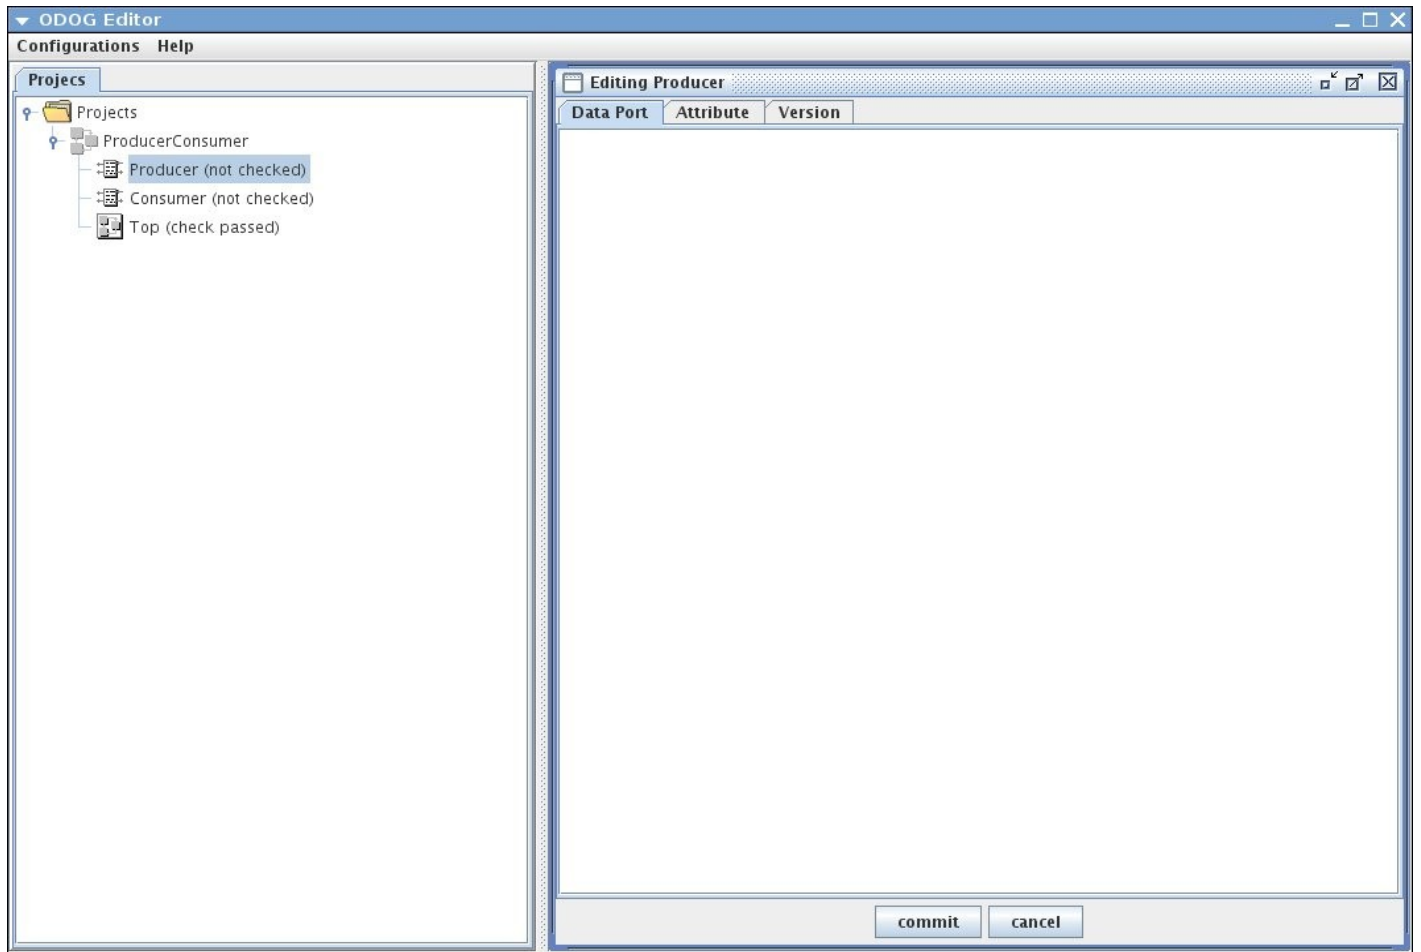 ODOG Editor
Configurations Help
Projecs
Projects
ProducerConsumer
Producer (not checked)
Consumer (not checked)
Top (check passed)
Editing Producer
Data Port Attribute Version
commit cancel